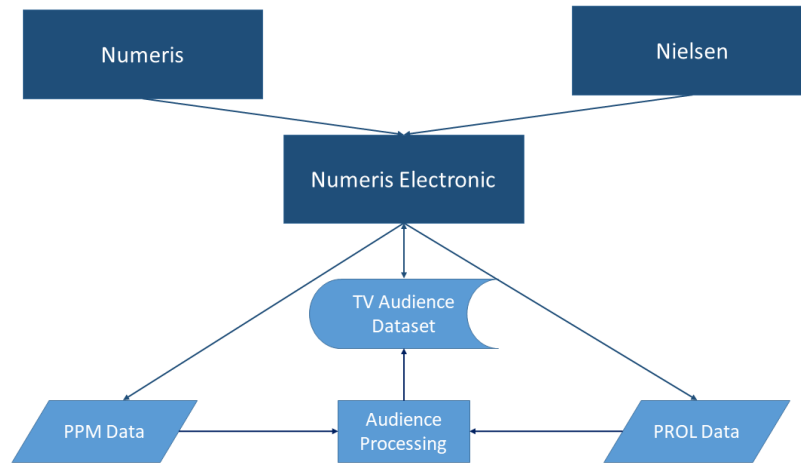 Numeris
Nielsen
Numeris Electronic
TV Audience
Dataset
PPM Data
Audience
Processing
PROL Data